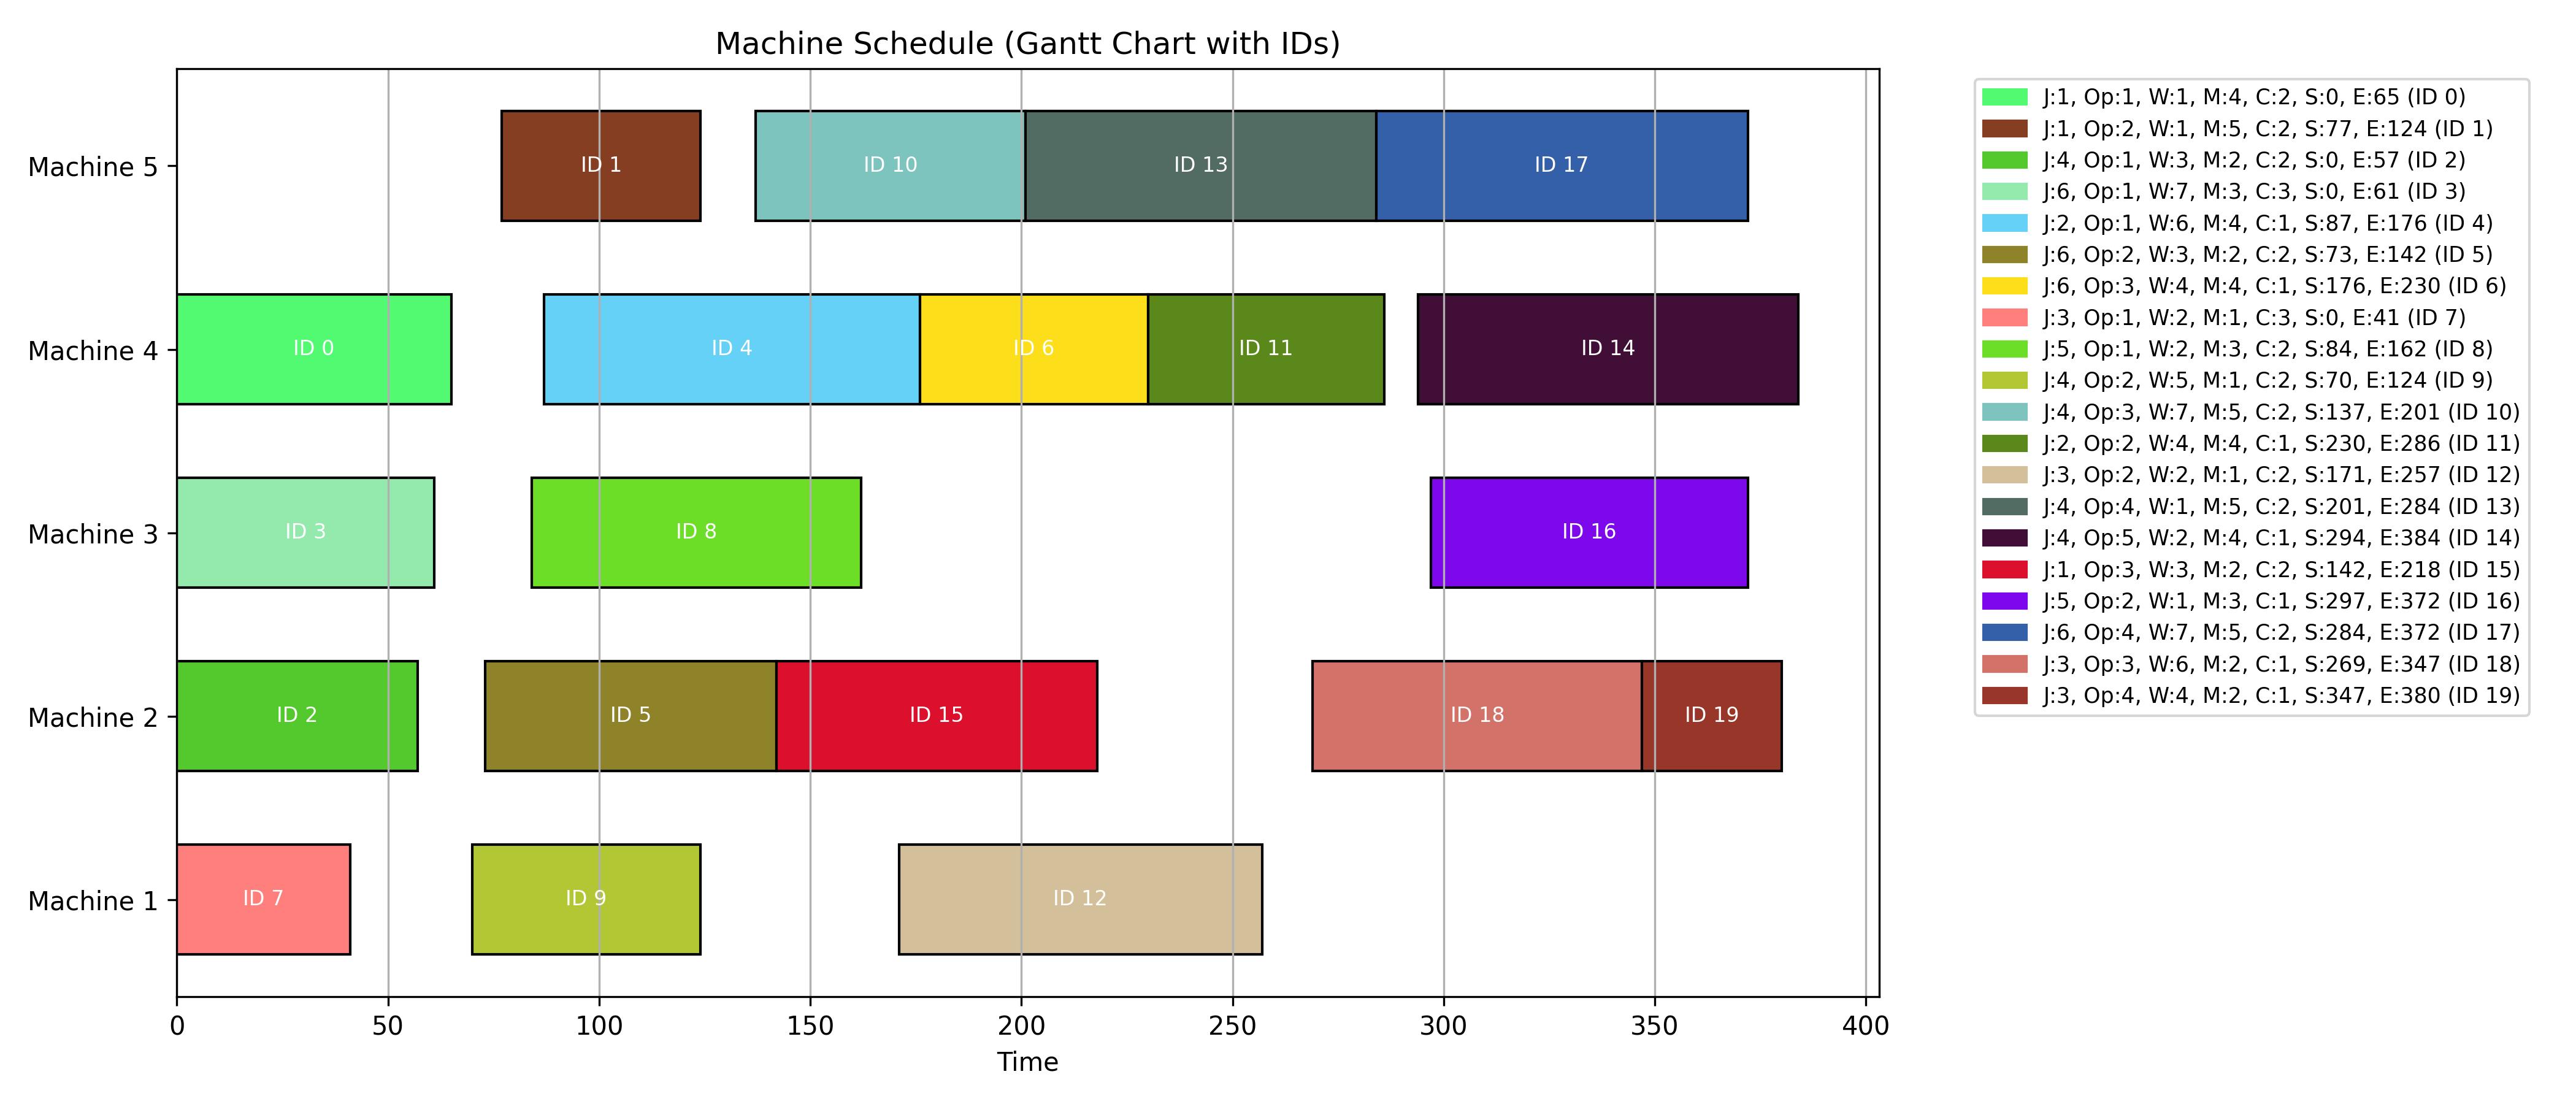 Machine Schedule (Gantt Chart with IDs)
Machine 5
ID 1
ID 10
ID 13
ID 17
Machine 4
ID 0
ID 4
ID 6
ID 11
ID 14
Machine 3
ID 3
ID 8
ID 16
Machine 2
ID 2
ID 5
ID 15
ID 18
ID 19
Machine 1
ID 7
ID 9
ID 12
0 50 100 150 200 250 300 350 400
Time
J:1, Op:1, W:1, M:4, C:2, S:0, E:65 (ID 0)
J:1, Op:2, W:1, M:5, C:2, S:77, E:124 (ID 1)
J:4, Op:1, W:3, M:2, C:2, S:0, E:57 (ID 2)
J:6, Op:1, W:7, M:3, C:3, S:0, E:61 (ID 3)
J:2, Op:1, W:6, M:4, C:1, S:87, E:176 (ID 4)
J:6, Op:2, W:3, M:2, C:2, S:73, E:142 (ID 5)
J:6, Op:3, W:4, M:4, C:1, S:176, E:230 (ID 6)
J:3, Op:1, W:2, M:1, C:3, S:0, E:41 (ID 7)
J:5, Op:1, W:2, M:3, C:2, S:84, E:162 (ID 8)
J:4, Op:2, W:5, M:1, C:2, S:70, E:124 (ID 9)
J:4, Op:3, W:7, M:5, C:2, S:137, E:201 (ID 10)
J:2, Op:2, W:4, M:4, C:1, S:230, E:286 (ID 11)
J:3, Op:2, W:2, M:1, C:2, S:171, E:257 (ID 12)
J:4, Op:4, W:1, M:5, C:2, S:201, E:284 (ID 13)
J:4, Op:5, W:2, M:4, C:1, S:294, E:384 (ID 14)
J:1, Op:3, W:3, M:2, C:2, S:142, E:218 (ID 15)
J:5, Op:2, W:1, M:3, C:1, S:297, E:372 (ID 16)
J:6, Op:4, W:7, M:5, C:2, S:284, E:372 (ID 17)
J:3, Op:3, W:6, M:2, C:1, S:269, E:347 (ID 18)
J:3, Op:4, W:4, M:2, C:1, S:347, E:380 (ID 19)